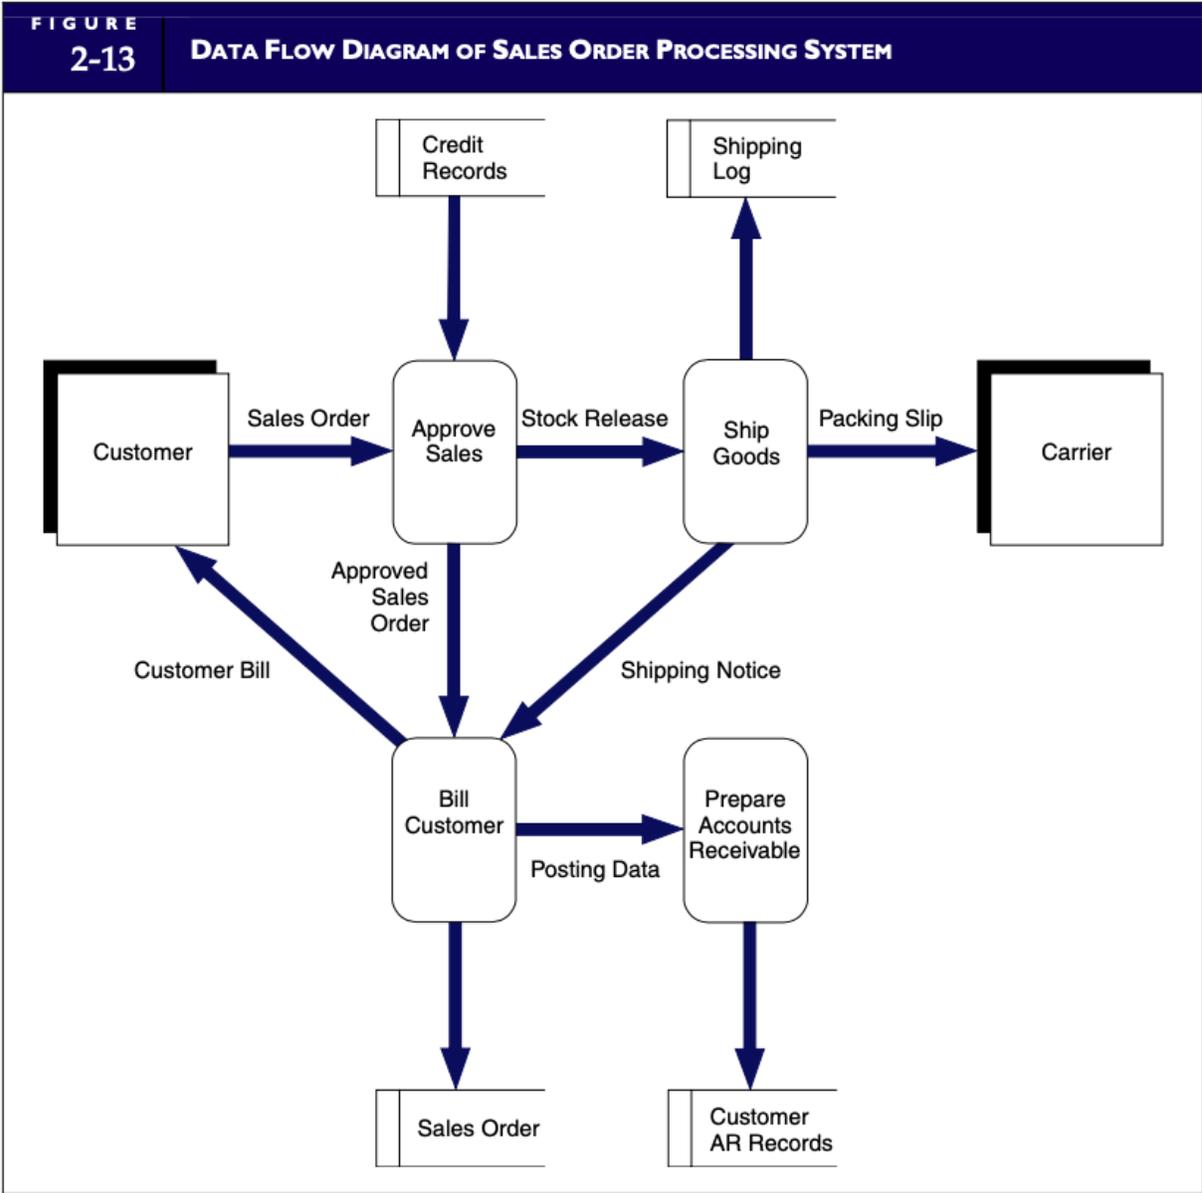 FIGURE
2-13
DATA FLOW DIAGRAM OF SALES ORDER PROCESSING SYSTEM
Credit
Records
Shipping
Log
Customer
Sales Order
Approve
Sales
Stock Release
Ship
Goods
Packing Slip
Carrier
Approved
Sales
Order
Customer Bill
Shipping Notice
Bill
Customer
Posting Data
Prepare
Accounts
Receivable
Sales Order
Customer
AR Records